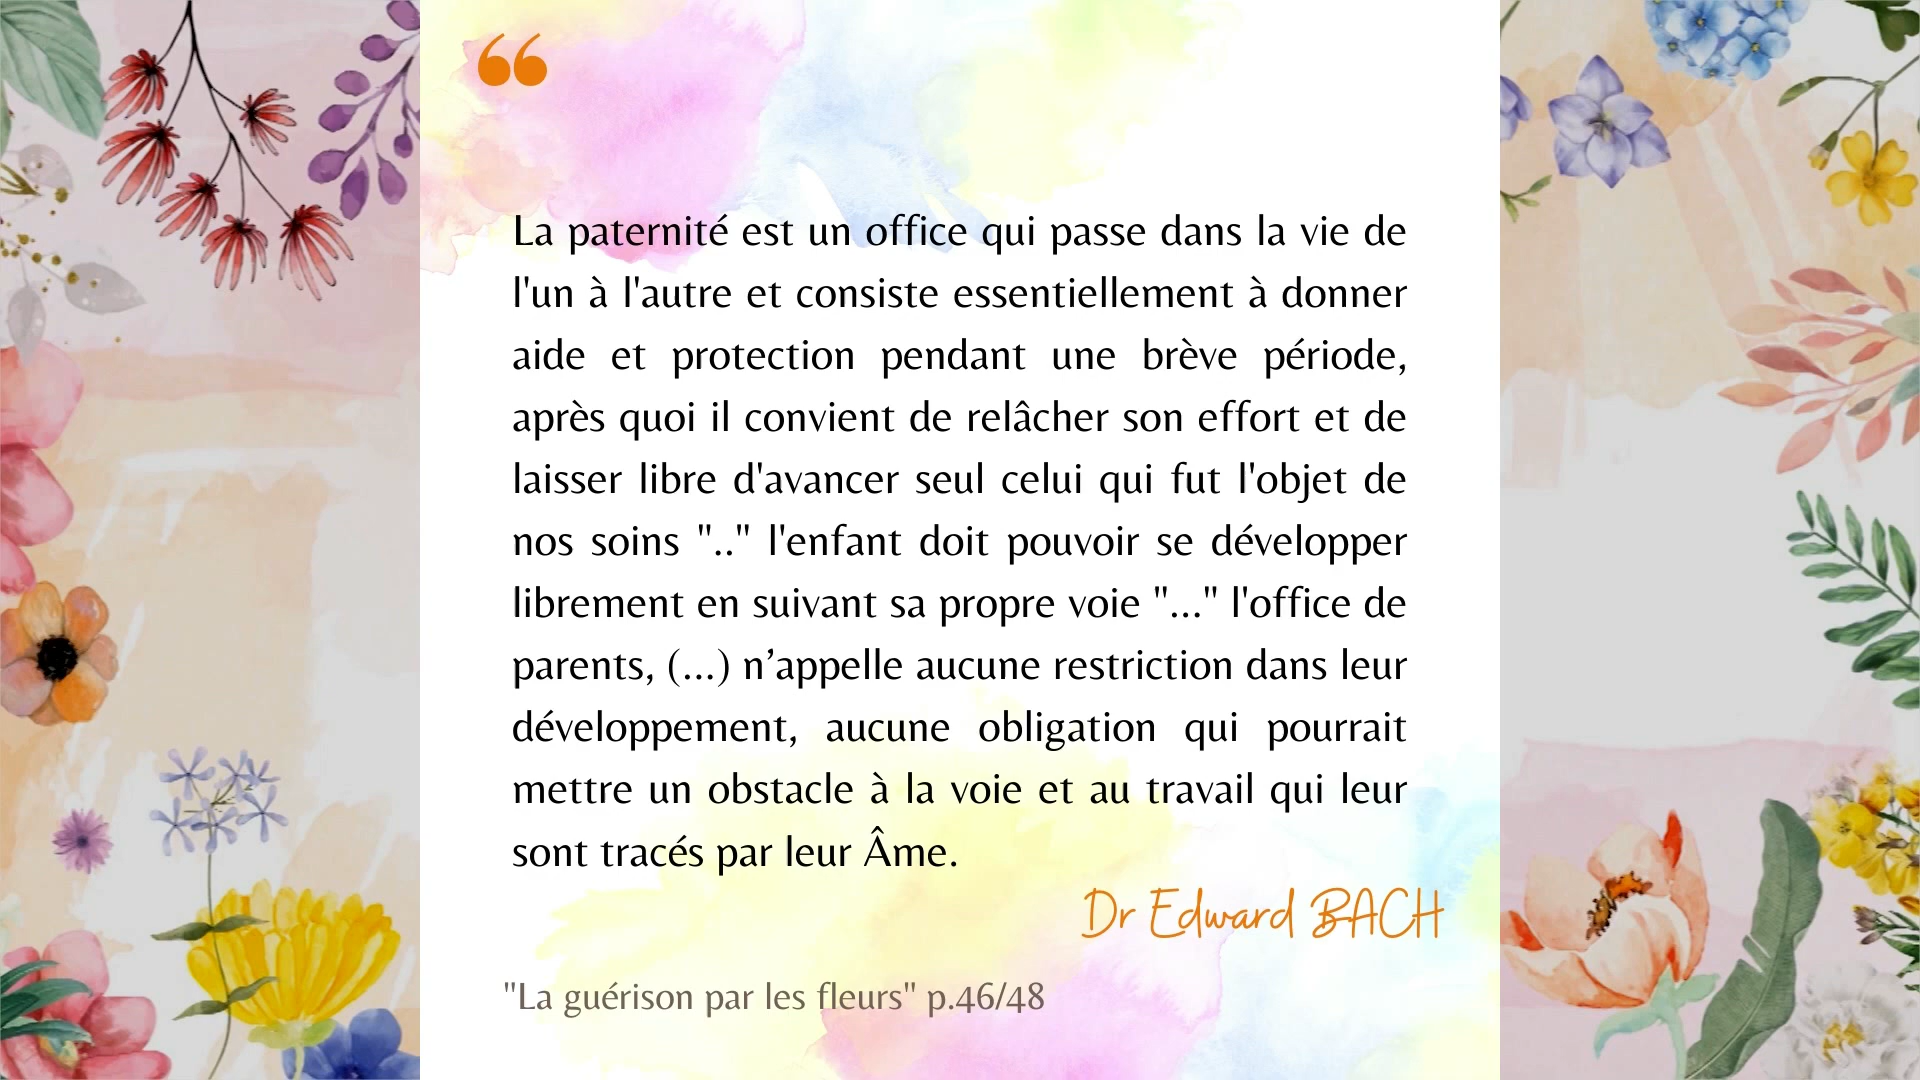 “
La paternité est un office qui passe dans la vie de
l'un à l'autre et consiste essentiellement à donner
aide et protection pendant une brève période,
après quoi il convient de relâcher son effort et de
laisser libre d'avancer seul celui qui fut l'objet de
nos soins ".." l'enfant doit pouvoir se développer
librement en suivant sa propre voie "..." l'office de
parents, (...) n’appelle aucune restriction dans leur
développement, aucune obligation qui pourrait
mettre un obstacle à la voie et au travail qui leur
sont tracés par leur Âme.
Dr Edward BACH
"La guérison par les fleurs" p.46/48